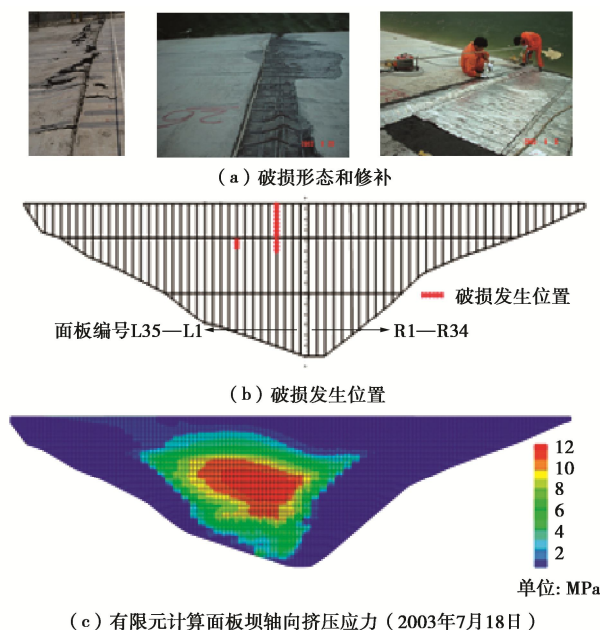 （a）破损形态和修补
破损发生位置
面板编号L35—L1
R1—R34
（b）破损发生位置
12
10
8
6
4
2
单位: MPa
（c）有限元计算面板坝轴向挤压应力（2003年7月18日）